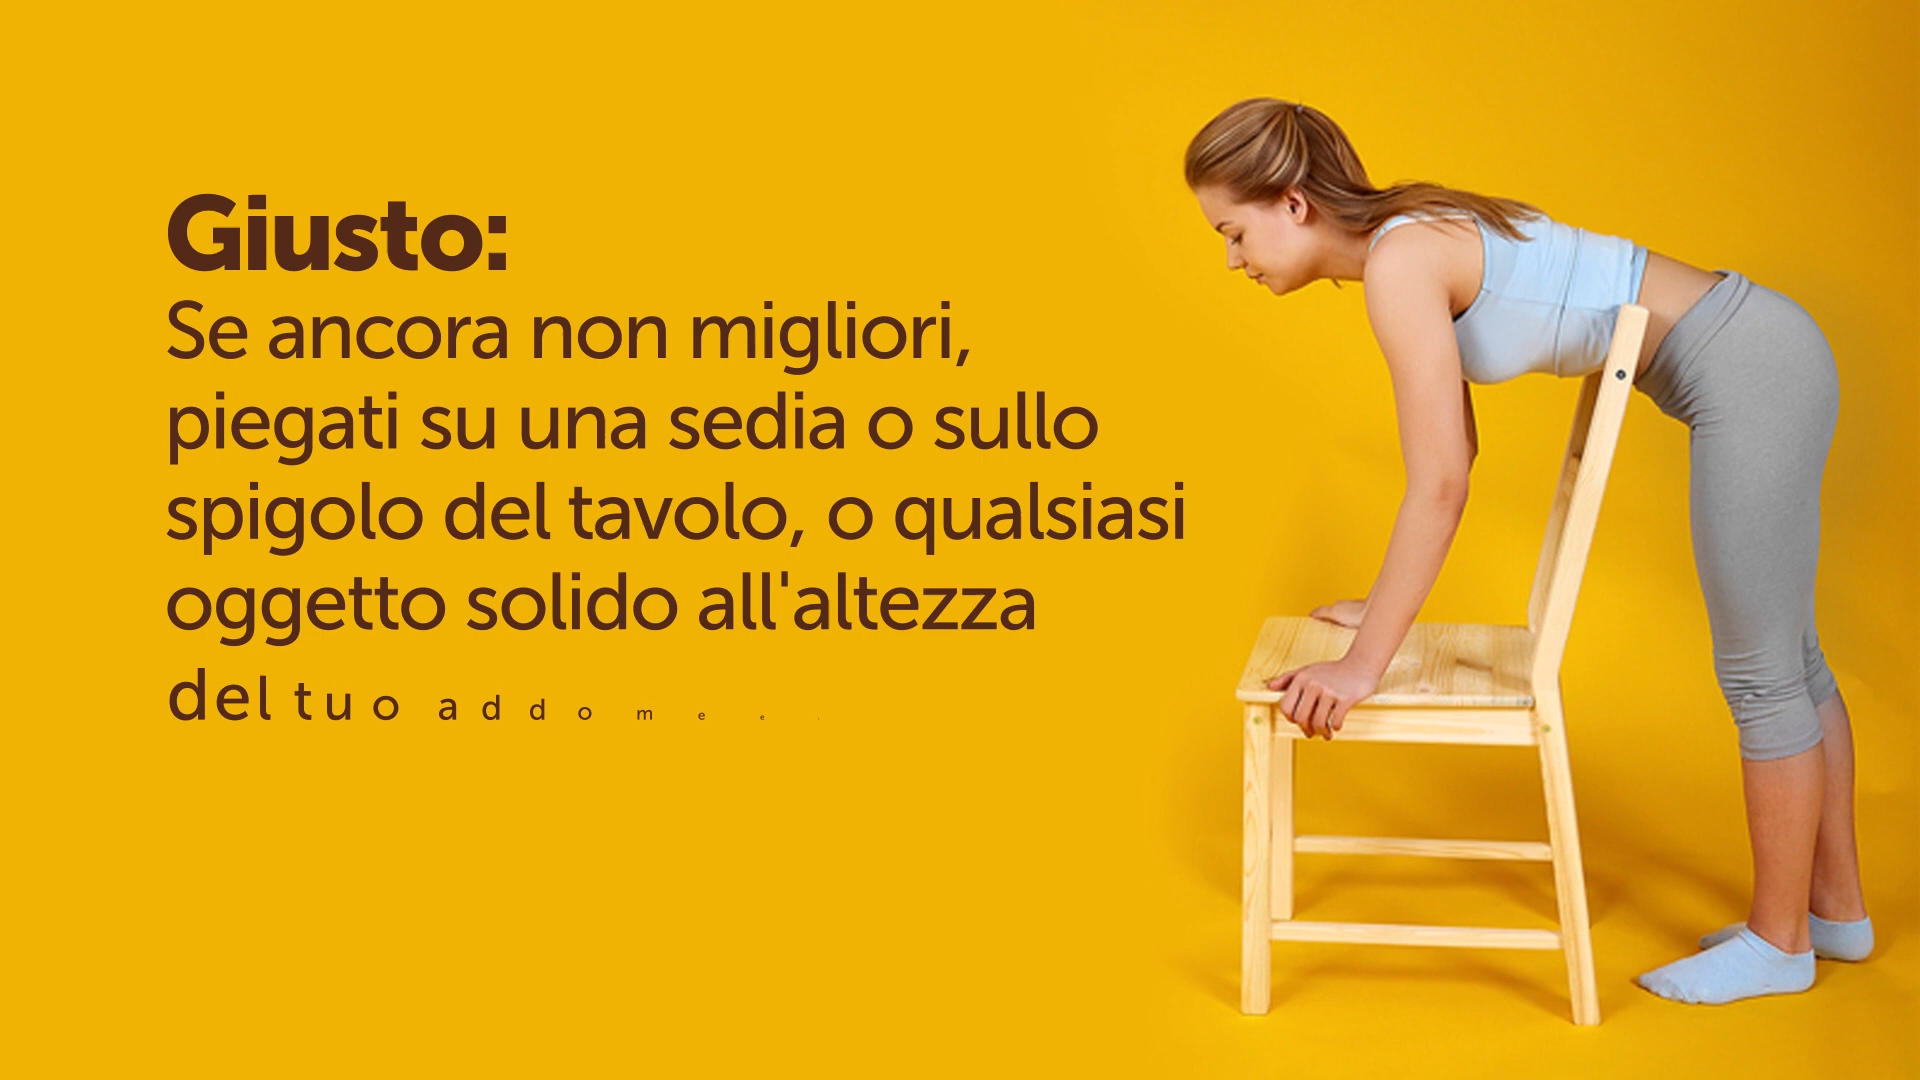 Giusto:
Se ancora non migliori,
piegati su una sedia o sullo
spigolo del tavolo, o qualsiasi
oggetto solido all'altezza
del tuo